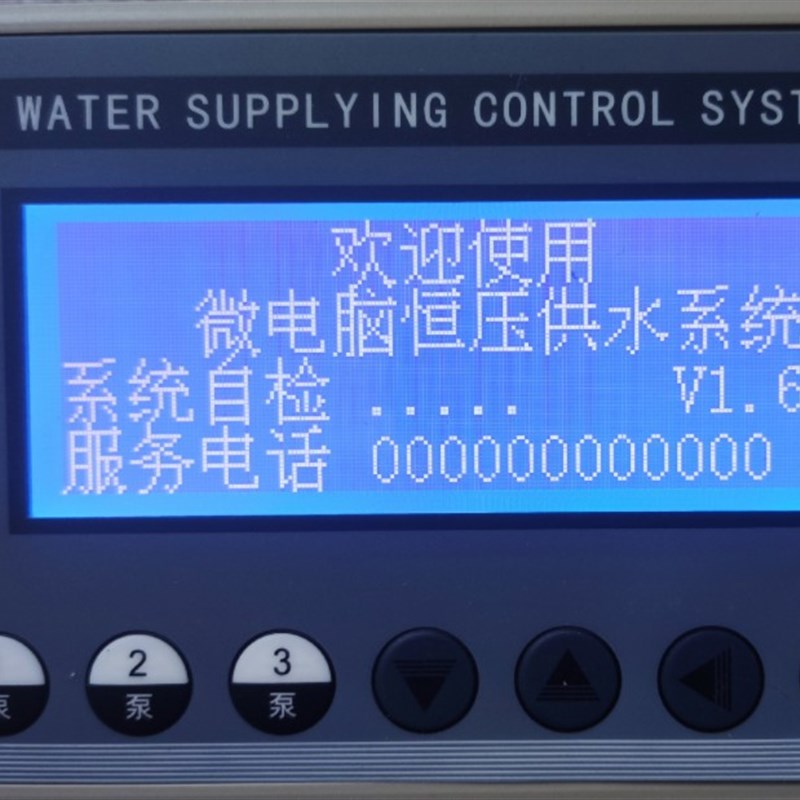 WATER SUPPLYING CONTROL SYST
欢迎使用
微电脑恒压供水系统
系统自检 ..... V1.6
服务电话 000000000000
2 3
泵 泵 泵